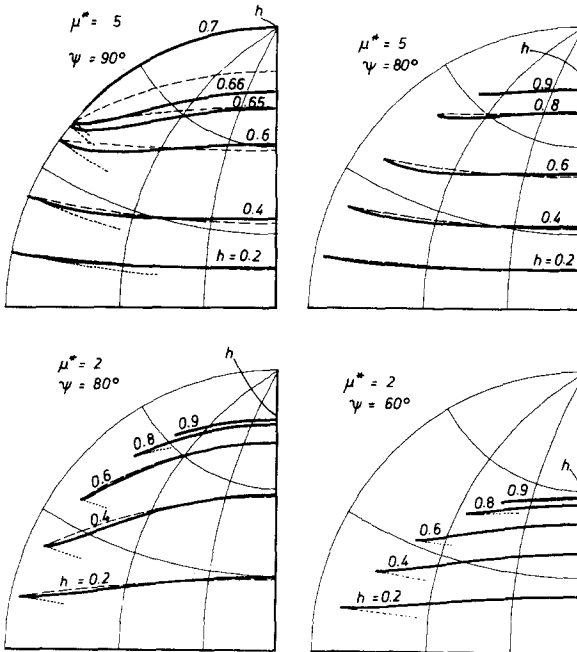 μ* = 5
ψ = 90°
h
0.7
0.66
0.65
0.6
0.4
h = 0.2
μ* = 5
ψ = 80°
h
0.9
0.8
0.6
0.4
h = 0.2
μ* = 2
ψ = 80°
h
0.9
0.8
0.6
0.4
h = 0.2
μ* = 2
ψ = 60°
h
0.9
0.8
0.6
0.4
h = 0.2